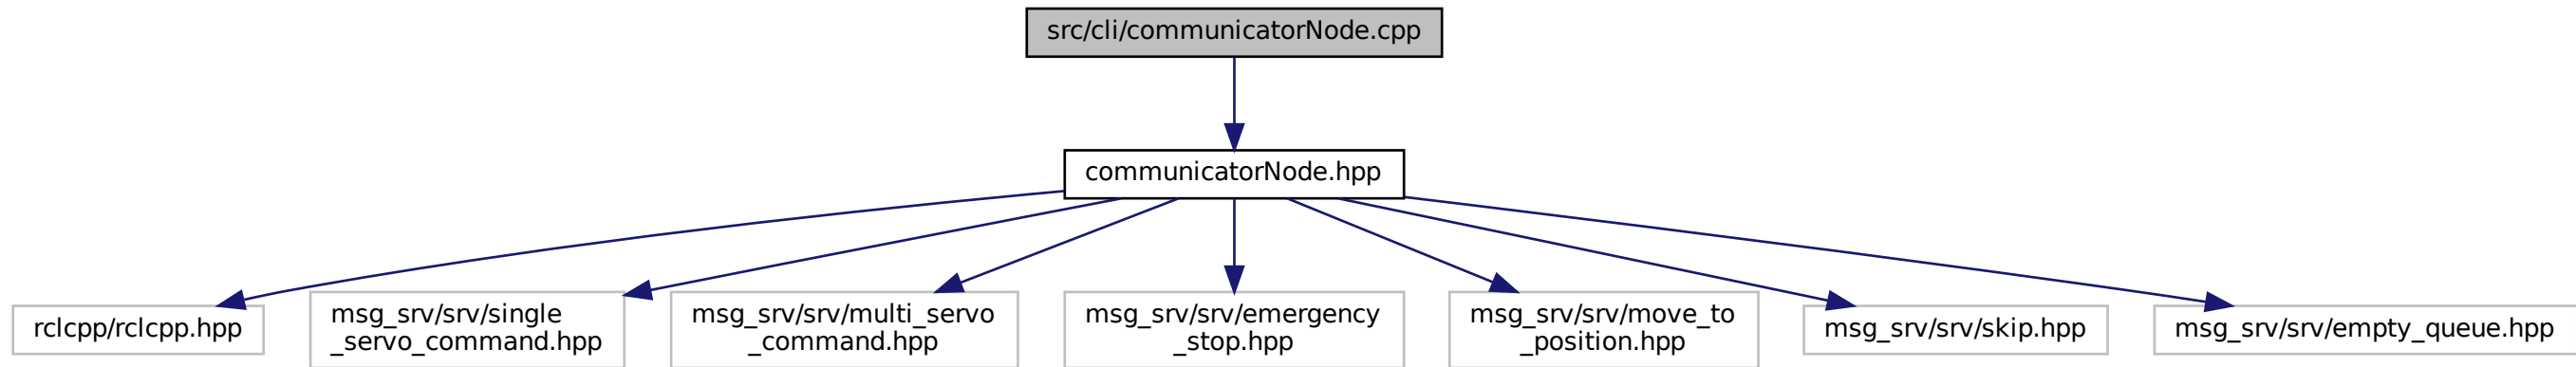 src/cli/communicatorNode.cpp
communicatorNode.hpp
rclcpp/rclcpp.hpp
msg_srv/srv/single
_servo_command.hpp
msg_srv/srv/multi_servo
_command.hpp
msg_srv/srv/emergency
_stop.hpp
msg_srv/srv/move_to
_position.hpp
msg_srv/srv/skip.hpp
msg_srv/srv/empty_queue.hpp